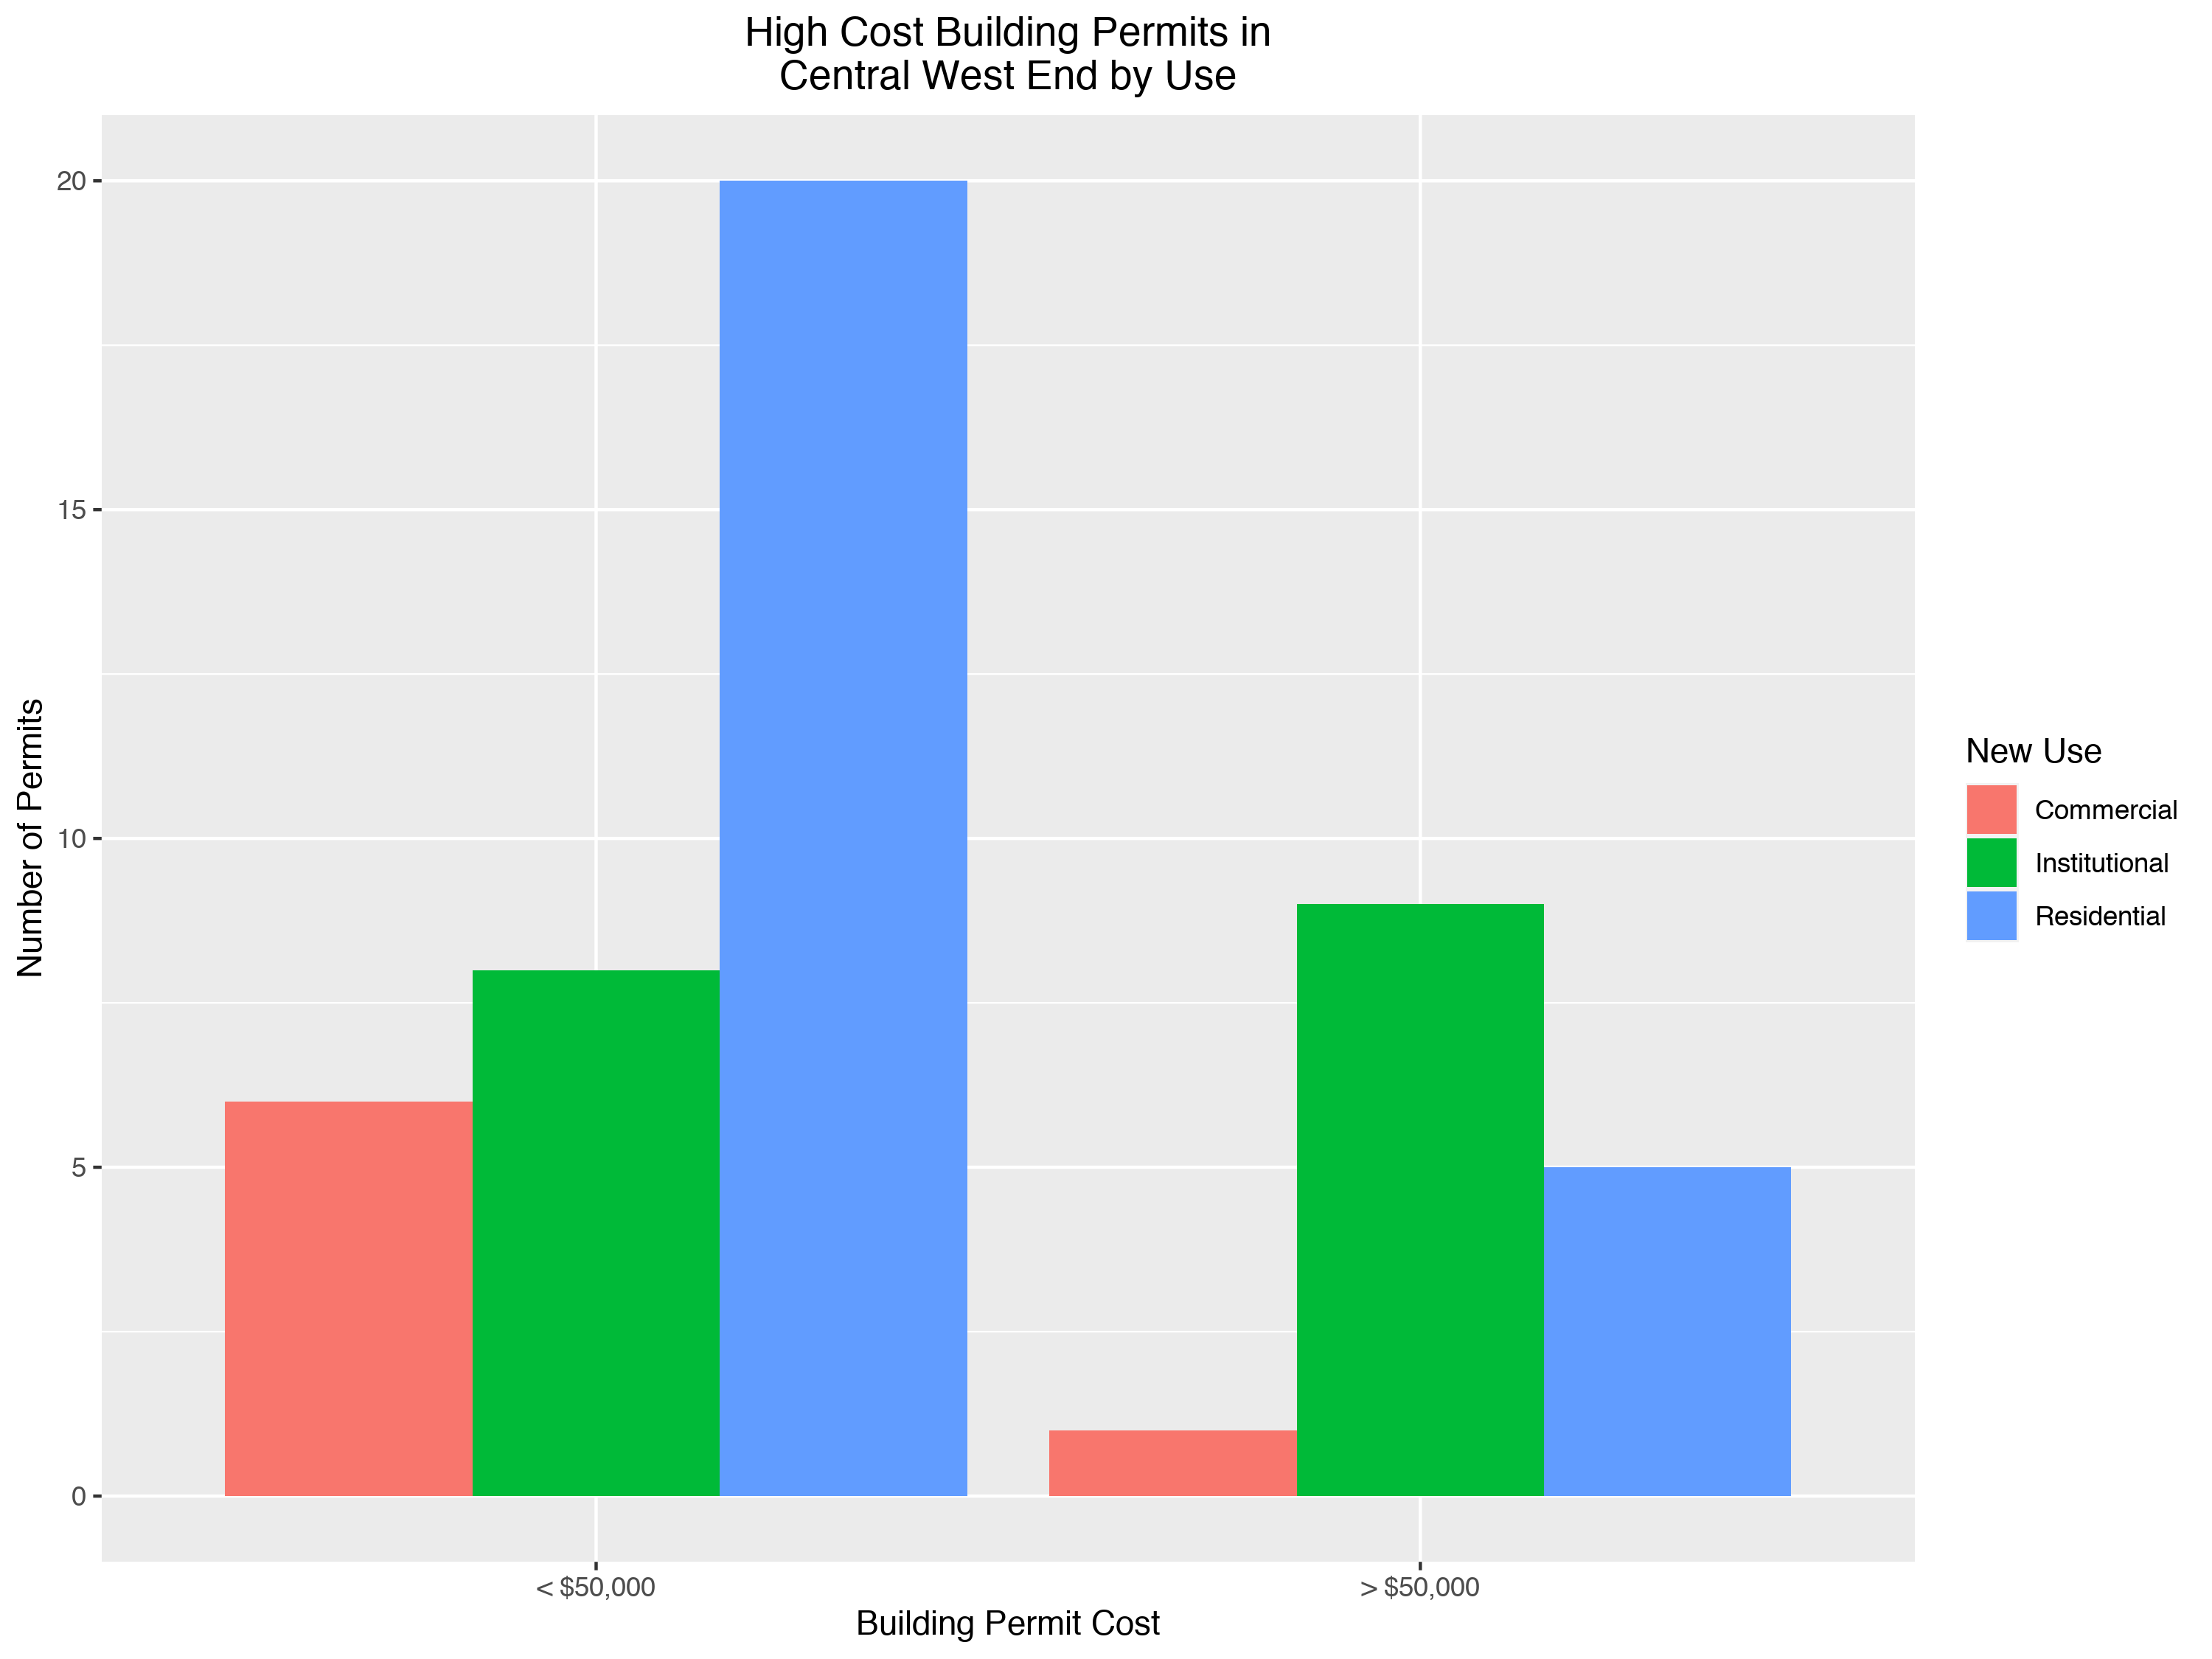 High Cost Building Permits in
Central West End by Use
20
15
10
5
0
Number of Permits
< $50,000
> $50,000
Building Permit Cost
New Use
Commercial
Institutional
Residential